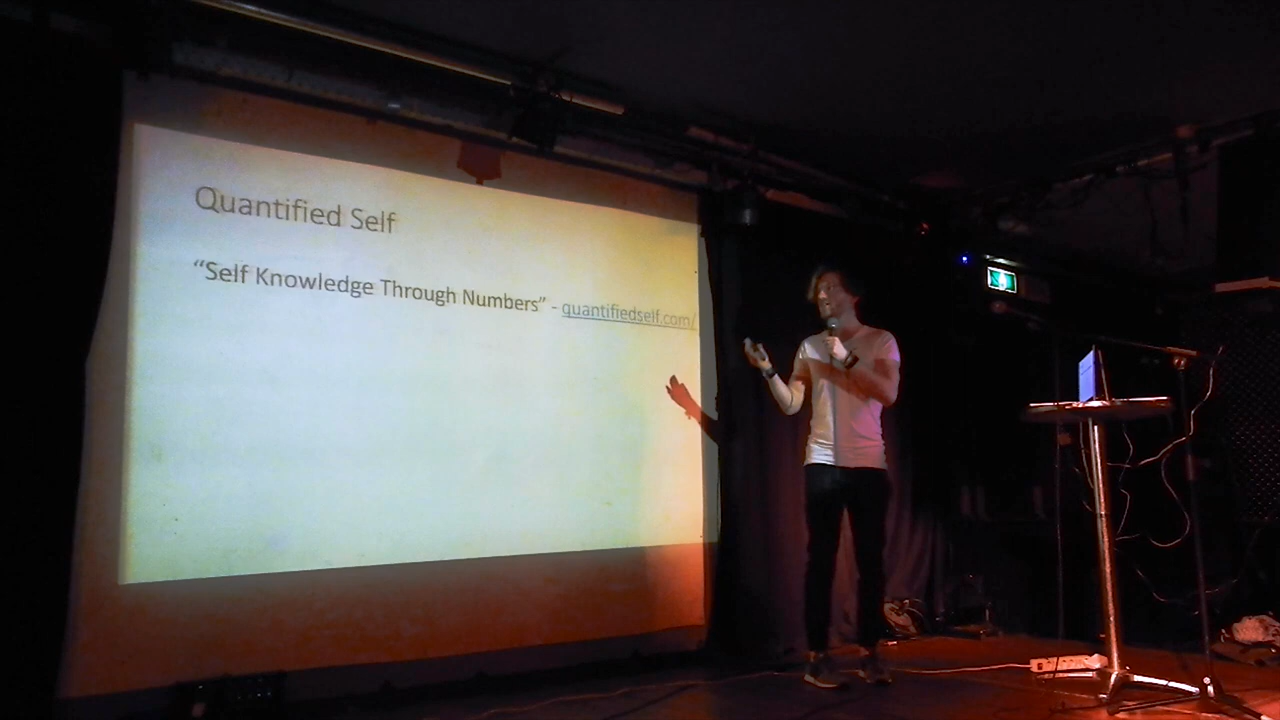 Quantified Self
“Self Knowledge Through Numbers” - quantifiedself.com/